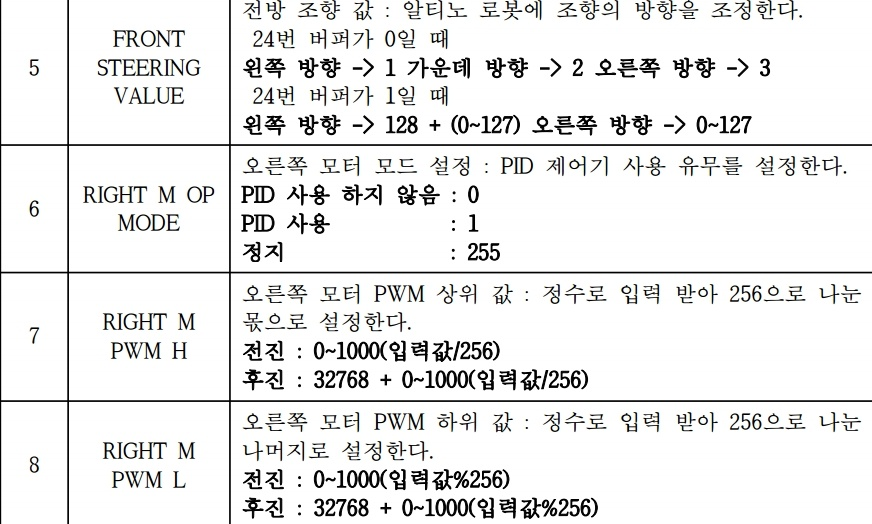 전방 조향 값 : 알티노 로봇에 조향의 방향을 조정한다.
24번 버퍼가 0일 때
5
FRONT
STEERING
VALUE
왼쪽 방향 -> 1 가운데 방향 -> 2 오른쪽 방향 -> 3
24번 버퍼가 1일 때
왼쪽 방향 -> 128 + (0~127) 오른쪽 방향 -> 0~127
6
RIGHT M OP
MODE
오른쪽 모터 모드 설정 : PID 제어기 사용 유무를 설정한다.
PID 사용 하지 않음 : 0
PID 사용 : 1
정지 : 255
7
RIGHT M
PWM H
오른쪽 모터 PWM 상위 값 : 정수로 입력 받아 256으로 나눈
몫으로 설정한다.
전진 : 0~1000(입력값/256)
후진 : 32768 + 0~1000(입력값/256)
8
RIGHT M
PWM L
오른쪽 모터 PWM 하위 값 : 정수로 입력 받아 256으로 나눈
나머지로 설정한다.
전진 : 0~1000(입력값%256)
후진 : 32768 + 0~1000(입력값%256)